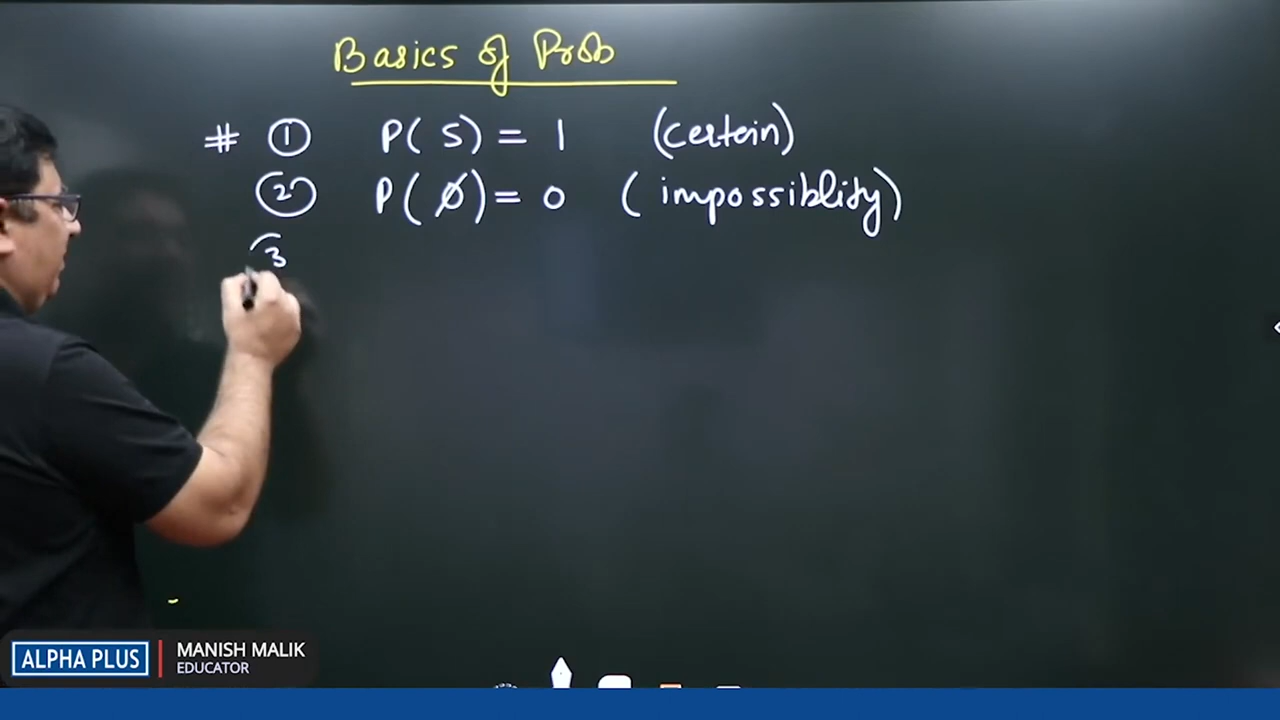 Basics of Prob
# ① P(S) = 1 (certain)
② P(ϕ) = 0 (impossiblity)
3
ALPHA PLUS
MANISH MALIK
EDUCATOR